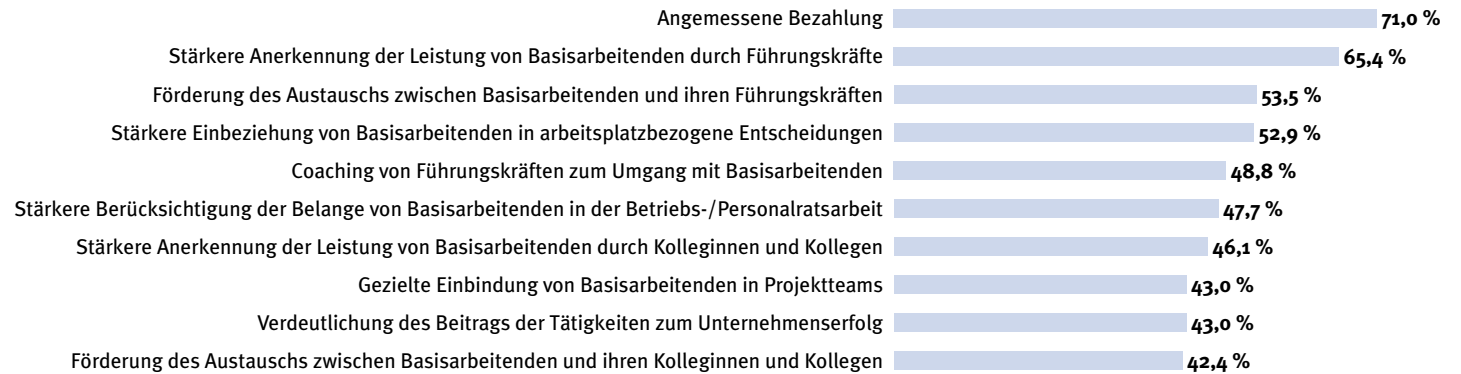 Angemessene Bezahlung 71,0 %
Stärkere Anerkennung der Leistung von Basisarbeitenden durch Führungskräfte 65,4 %
Förderung des Austauschs zwischen Basisarbeitenden und ihren Führungskräften 53,5 %
Stärkere Einbeziehung von Basisarbeitenden in arbeitsplatzbezogene Entscheidungen 52,9 %
Coaching von Führungskräften zum Umgang mit Basisarbeitenden 48,8 %
Stärkere Berücksichtigung der Belange von Basisarbeitenden in der Betriebs-/Personalratsarbeit 47,7 %
Stärkere Anerkennung der Leistung von Basisarbeitenden durch Kolleginnen und Kollegen 46,1 %
Gezielte Einbindung von Basisarbeitenden in Projektteams 43,0 %
Verdeutlichung des Beitrags der Tätigkeiten zum Unternehmenserfolg 43,0 %
Förderung des Austauschs zwischen Basisarbeitenden und ihren Kolleginnen und Kollegen 42,4 %